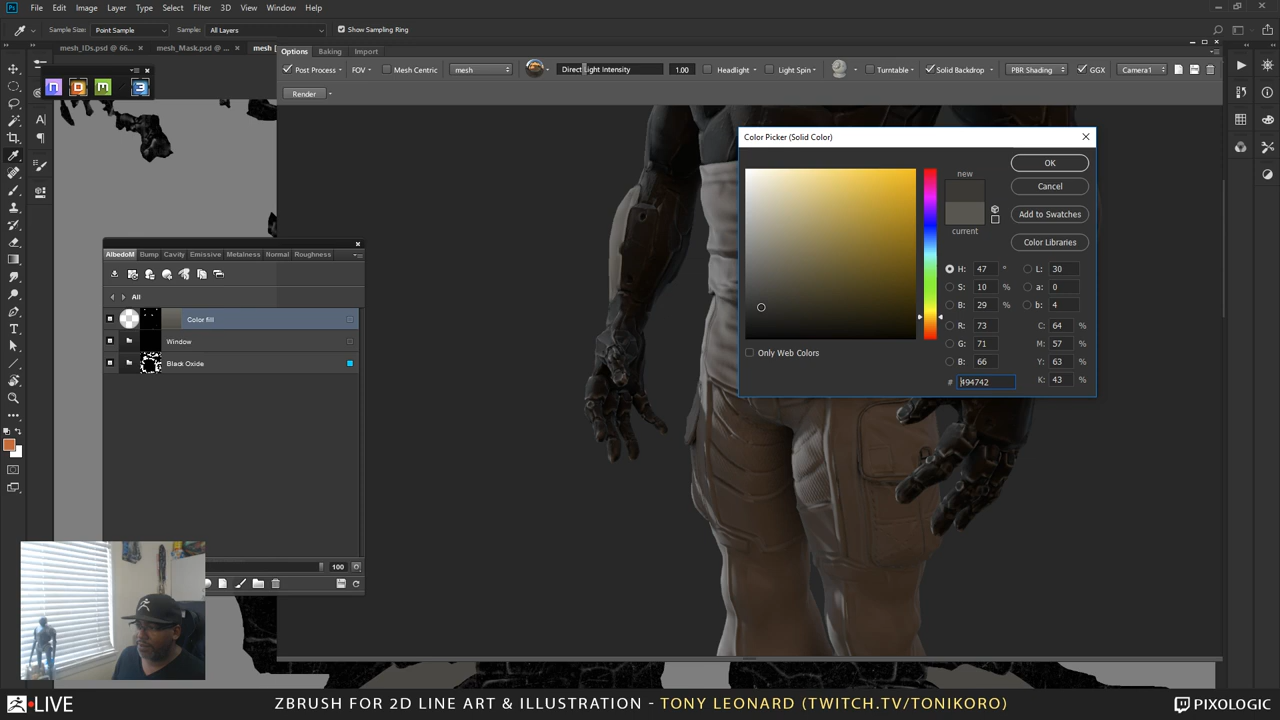 Ps File Edit Image Layer Type Select Filter 3D View Window Help
Sample Size: Point Sample Sample: All Layers Show Sampling Ring
mesh_IDs.psd @ 66... × mesh_Mask.psd @ ... × mesh
Options Baking Import
Post Process FOV Mesh Centric mesh Direct Light Intensity 1.00 Headlight Light Spin Turntable Solid Backdrop PBR Shading GGX Camera1
Render
N D M 3
Color Picker (Solid Color)
new
current
OK
Cancel
Add to Swatches
Color Libraries
H: 47 ° L: 30
S: 10 % a: 0
B: 29 % b: 4
R: 73 C: 64 %
G: 71 M: 57 %
B: 66 Y: 63 %
# 494742 K: 43 %
Only Web Colors
AlbedoM Bump Cavity Emissive Metalness Normal Roughness
All
Color fill
Window
Black Oxide
100
LIVE
ZBRUSH FOR 2D LINE ART & ILLUSTRATION - TONY LEONARD (TWITCH.TV/TONIKORO)
PIXOLOGIC